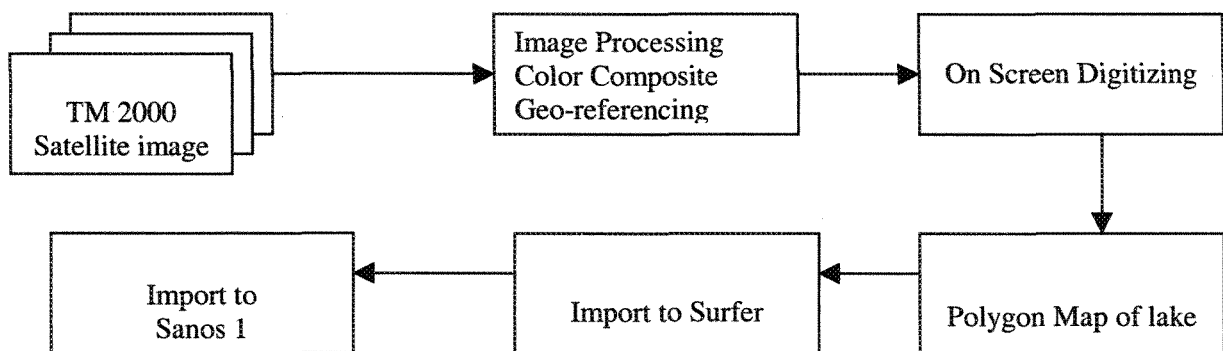 TM 2000
Satellite image
Image Processing
Color Composite
Geo-referencing
On Screen Digitizing
Polygon Map of lake
Import to Surfer
Import to
Sanos 1